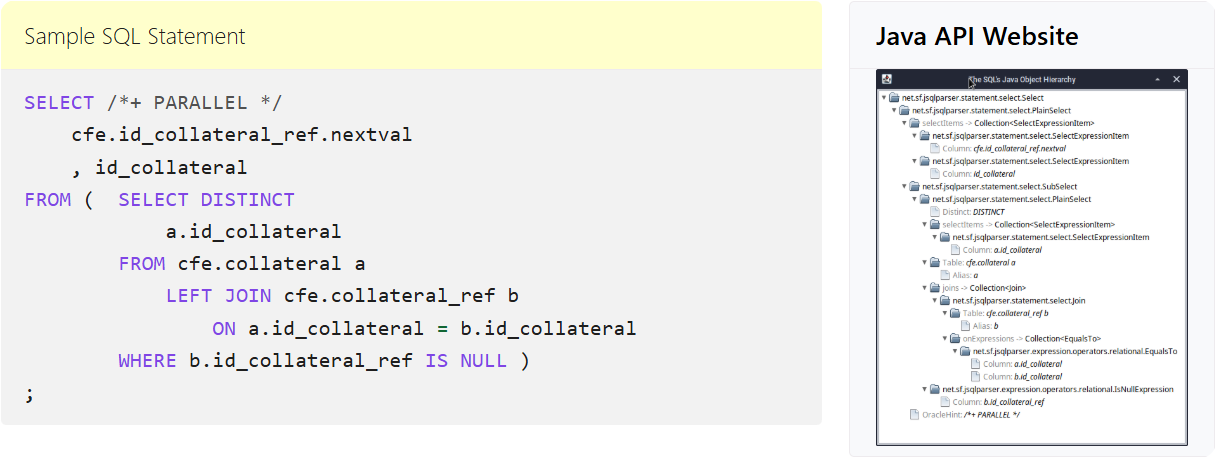 Sample SQL Statement
SELECT /*+ PARALLEL */
cfe.id_collateral_ref.nextval
, id_collateral
FROM (  SELECT DISTINCT
a.id_collateral
FROM cfe.collateral a
LEFT JOIN cfe.collateral_ref b
ON a.id_collateral = b.id_collateral
WHERE b.id_collateral_ref IS NULL )
;
Java API Website
The SQL's Java Object Hierarchy
net.sf.jsqlparser.statement.select.Select
net.sf.jsqlparser.statement.select.PlainSelect
selectItems -> Collection<SelectExpressionItem>
net.sf.jsqlparser.statement.select.SelectExpressionItem
Column: cfe.id_collateral_ref.nextval
net.sf.jsqlparser.statement.select.SelectExpressionItem
Column: id_collateral
net.sf.jsqlparser.statement.select.SubSelect
net.sf.jsqlparser.statement.select.PlainSelect
Distinct: DISTINCT
selectItems -> Collection<SelectExpressionItem>
net.sf.jsqlparser.statement.select.SelectExpressionItem
Column: a.id_collateral
Table: cfe.collateral a
Alias: a
joins -> Collection<Join>
net.sf.jsqlparser.statement.select.Join
Table: cfe.collateral_ref b
Alias: b
onExpressions -> Collection<EqualsTo>
net.sf.jsqlparser.expression.operators.relational.EqualsTo
Column: a.id_collateral
Column: b.id_collateral
net.sf.jsqlparser.expression.operators.relational.IsNullExpression
Column: b.id_collateral_ref
OracleHint: /*+ PARALLEL */